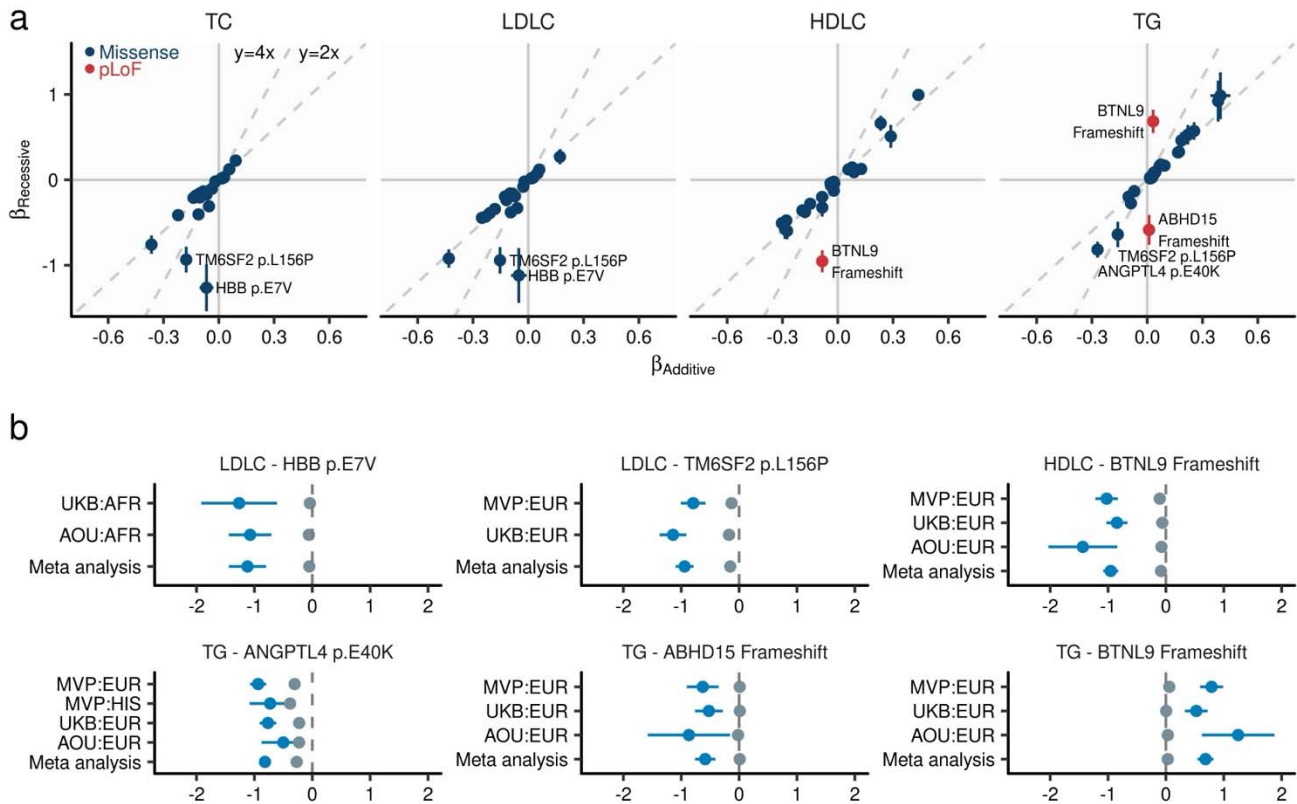 a
TC
LDLC
HDLC
TG
Missense
pLoF
y=4x
y=2x
βRecessive
1
0
-1
TM6SF2 p.L156P
HBB p.E7V
TM6SF2 p.L156P
HBB p.E7V
BTNL9
Frameshift
BTNL9
Frameshift
ABHD15
Frameshift
TM6SF2 p.L156P
ANGPTL4 p.E40K
-0.6 -0.3 0.0 0.3 0.6
-0.6 -0.3 0.0 0.3 0.6
-0.6 -0.3 0.0 0.3 0.6
-0.6 -0.3 0.0 0.3 0.6
βAdditive
b
LDLC - HBB p.E7V
UKB:AFR
AOU:AFR
Meta analysis
-2 -1 0 1 2
LDLC - TM6SF2 p.L156P
MVP:EUR
UKB:EUR
Meta analysis
-2 -1 0 1 2
HDLC - BTNL9 Frameshift
MVP:EUR
UKB:EUR
AOU:EUR
Meta analysis
-2 -1 0 1 2
TG - ANGPTL4 p.E40K
MVP:EUR
MVP:HIS
UKB:EUR
AOU:EUR
Meta analysis
-2 -1 0 1 2
TG - ABHD15 Frameshift
MVP:EUR
UKB:EUR
AOU:EUR
Meta analysis
-2 -1 0 1 2
TG - BTNL9 Frameshift
MVP:EUR
UKB:EUR
AOU:EUR
Meta analysis
-2 -1 0 1 2